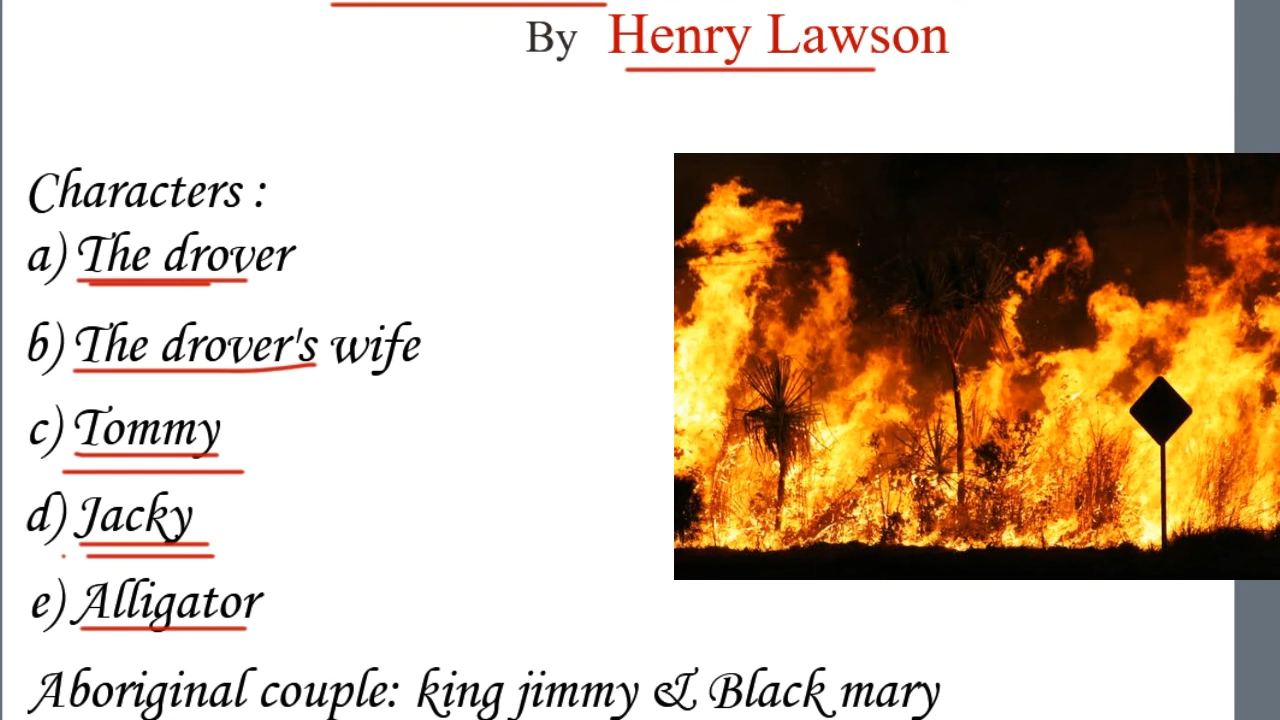 By Henry Lawson
Characters :
a) The drover
b) The drover's wife
c) Tommy
d) Jacky
e) Alligator
Aboriginal couple: king jimmy & Black mary